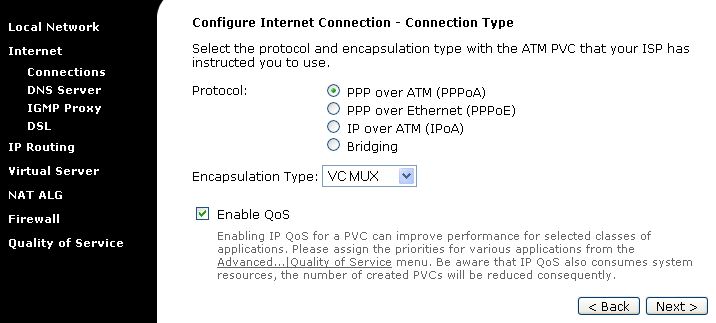 Local Network
Internet
Connections
DNS Server
IGMP Proxy
DSL
IP Routing
Virtual Server
NAT ALG
Firewall
Quality of Service
Configure Internet Connection - Connection Type
Select the protocol and encapsulation type with the ATM PVC that your ISP has
instructed you to use.
Protocol:
PPP over ATM (PPPoA)
PPP over Ethernet (PPPoE)
IP over ATM (IPoA)
Bridging
Encapsulation Type: VC MUX
Enable QoS
Enabling IP QoS for a PVC can improve performance for selected classes of
applications. Please assign the priorities for various applications from the
Advanced...|Quality of Service menu. Be aware that IP QoS also consumes system
resources, the number of created PVCs will be reduced consequently.
< Back Next >